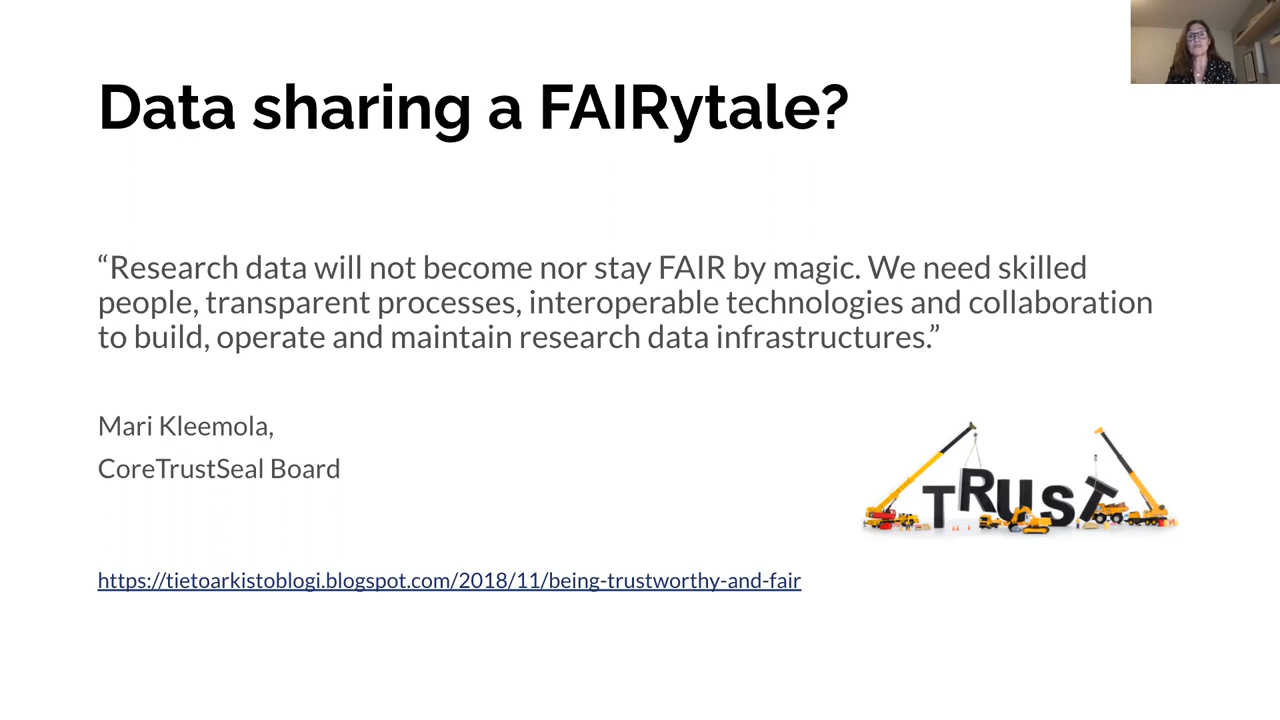 Data sharing a FAIRytale?
“Research data will not become nor stay FAIR by magic. We need skilled
people, transparent processes, interoperable technologies and collaboration
to build, operate and maintain research data infrastructures.”
Mari Kleemola,
CoreTrustSeal Board
TRUST
https://tietoarkistoblogi.blogspot.com/2018/11/being-trustworthy-and-fair